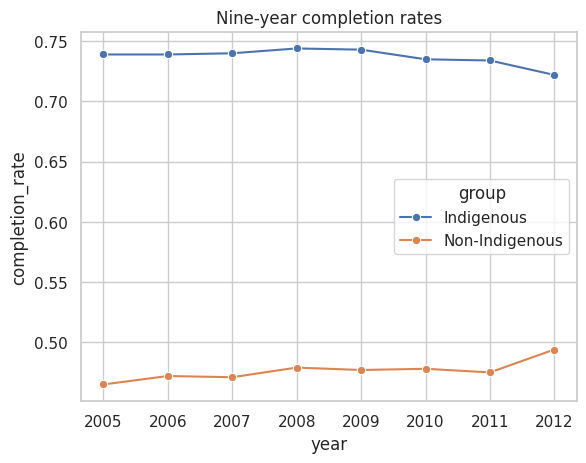 Nine-year completion rates
completion_rate
0.75
0.70
0.65
0.60
0.55
0.50
group
Indigenous
Non-Indigenous
2005 2006 2007 2008 2009 2010 2011 2012
year